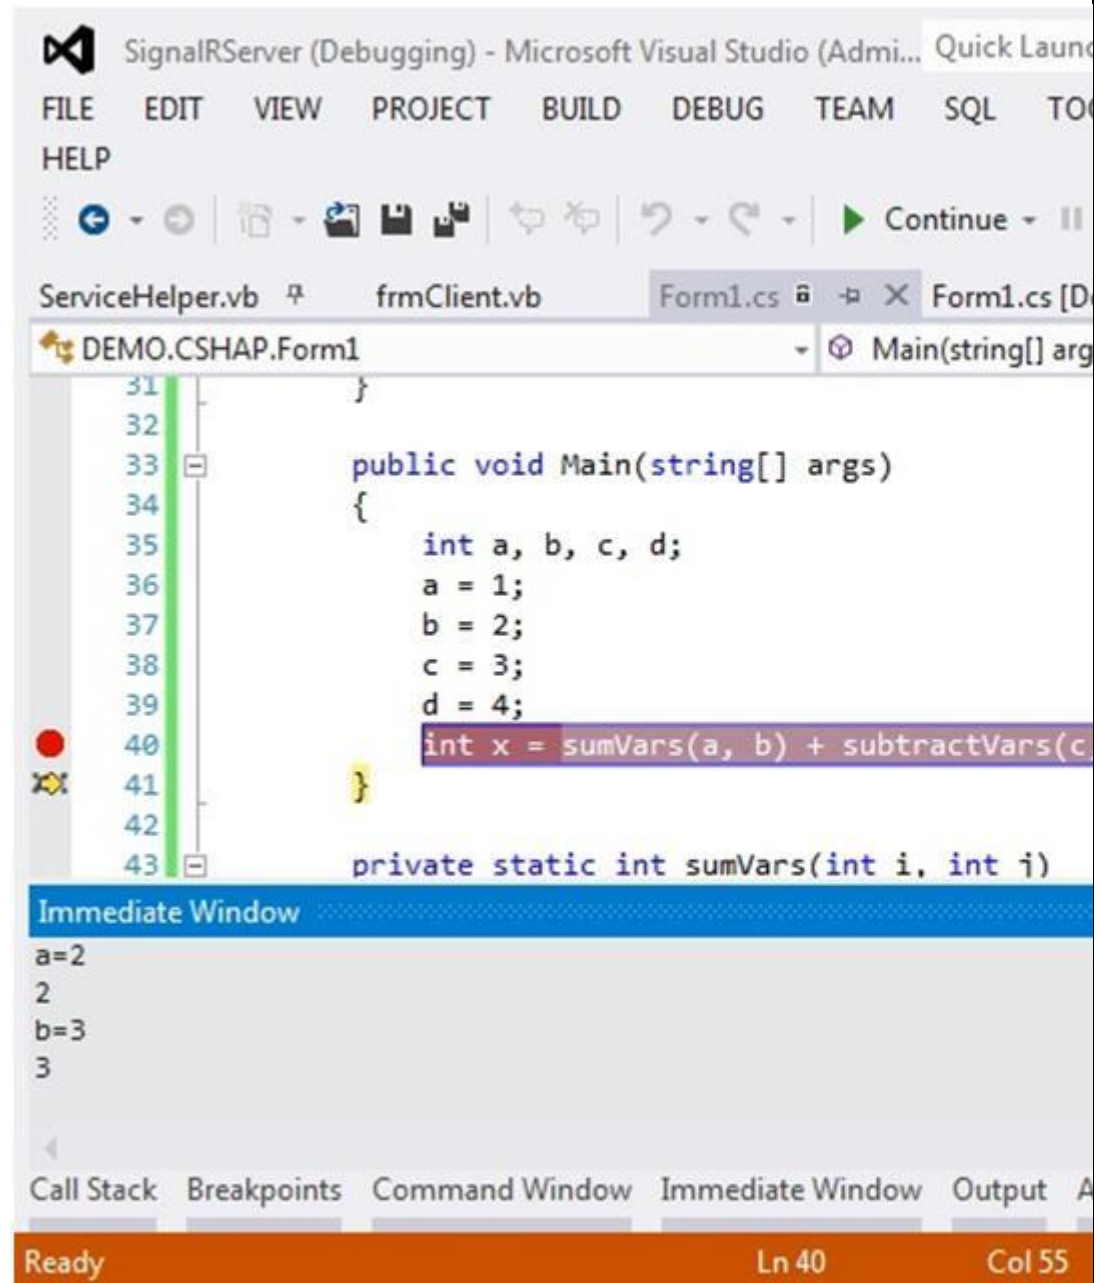 SignalRServer (Debugging) - Microsoft Visual Studio (Admi... Quick Launc
FILE EDIT VIEW PROJECT BUILD DEBUG TEAM SQL TOO
HELP
Continue
ServiceHelper.vb frmClient.vb Form1.cs Form1.cs [De
DEMO.CSHAP.Form1 Main(string[] arg
31 }
32
33 public void Main(string[] args)
34 {
35 int a, b, c, d;
36 a = 1;
37 b = 2;
38 c = 3;
39 d = 4;
40 int x = sumVars(a, b) + subtractVars(c,
41 }
42
43 private static int sumVars(int i, int j)
Immediate Window
a=2
2
b=3
3
Call Stack Breakpoints Command Window Immediate Window Output A
Ready Ln 40 Col 55